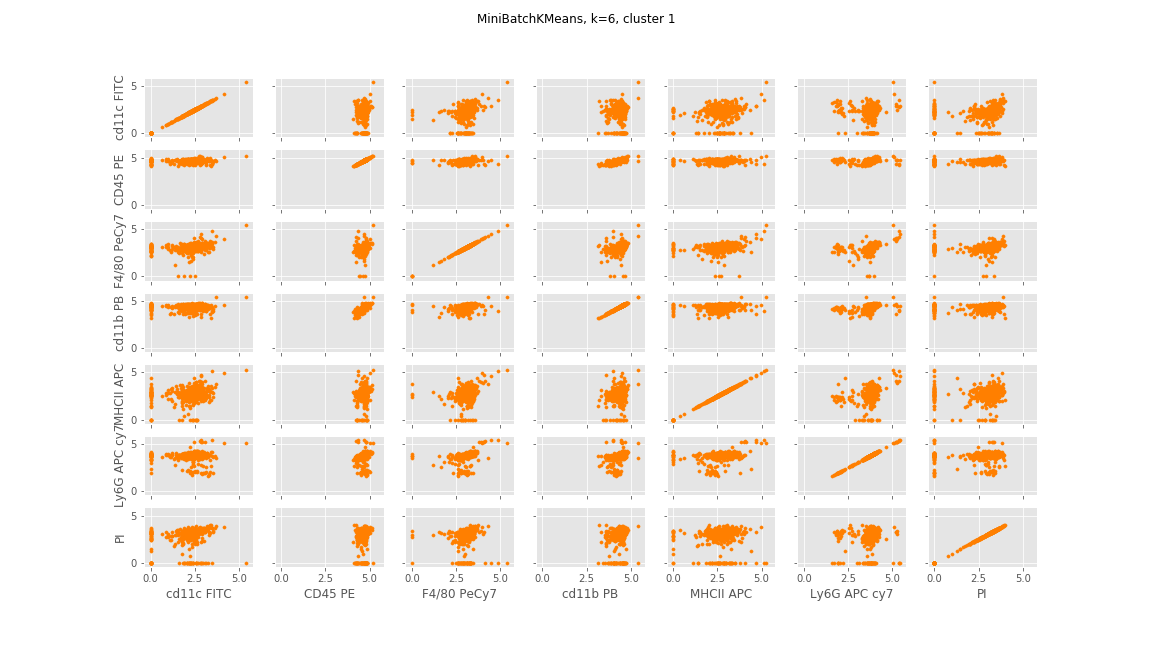 MiniBatchKMeans, k=6, cluster 1
cd11c FITC
5
0
CD45 PE
5
0
F4/80 PeCy7
5
0
cd11b PB
5
0
MHCII APC
5
0
Ly6G APC cy7
5
0
PI
5
0
0.0 2.5 5.0 0.0 2.5 5.0 0.0 2.5 5.0 0.0 2.5 5.0 0.0 2.5 5.0 0.0 2.5 5.0 0.0 2.5 5.0
cd11c FITC CD45 PE F4/80 PeCy7 cd11b PB MHCII APC Ly6G APC cy7 PI